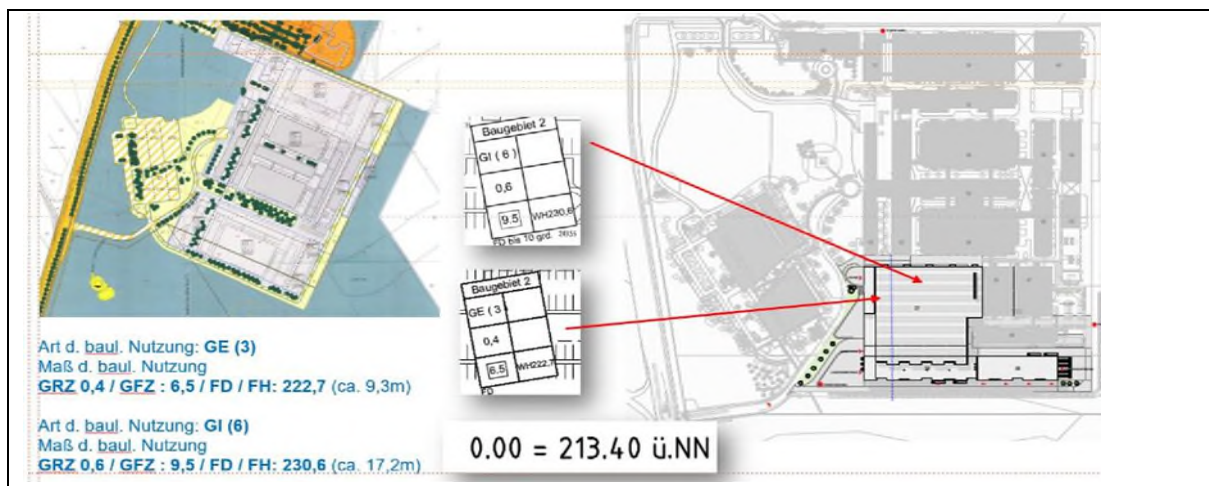 Baugebiet 2
GI ( 6 )
0,6
9,5
WH230,6
FD bis 10 grd.
Baugebiet 2
GE ( 3
0,4
6,5
WH222,7
FD
Art d. baul. Nutzung: GE (3)
Maß d. baul. Nutzung
GRZ 0,4 / GFZ : 6,5 / FD / FH: 222,7 (ca. 9,3m)
Art d. baul. Nutzung: GI (6)
Maß d. baul. Nutzung
GRZ 0,6 / GFZ : 9,5 / FD / FH: 230,6 (ca. 17,2m)
0.00 = 213.40 ü.NN